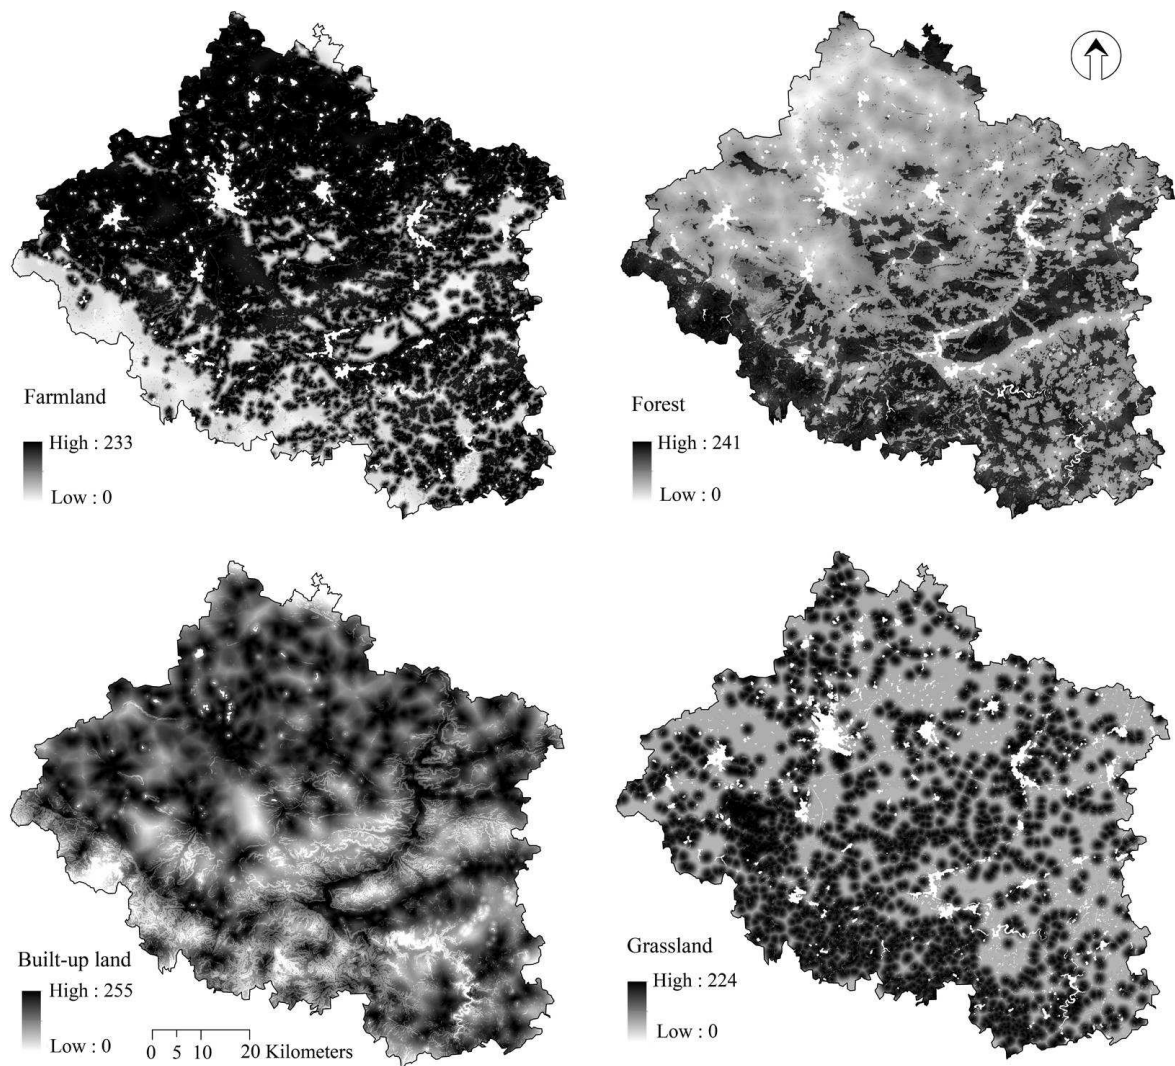 Farmland
High : 233
Low : 0
Forest
High : 241
Low : 0
Built-up land
High : 255
Low : 0
0 5 10 20 Kilometers
Grassland
High : 224
Low : 0